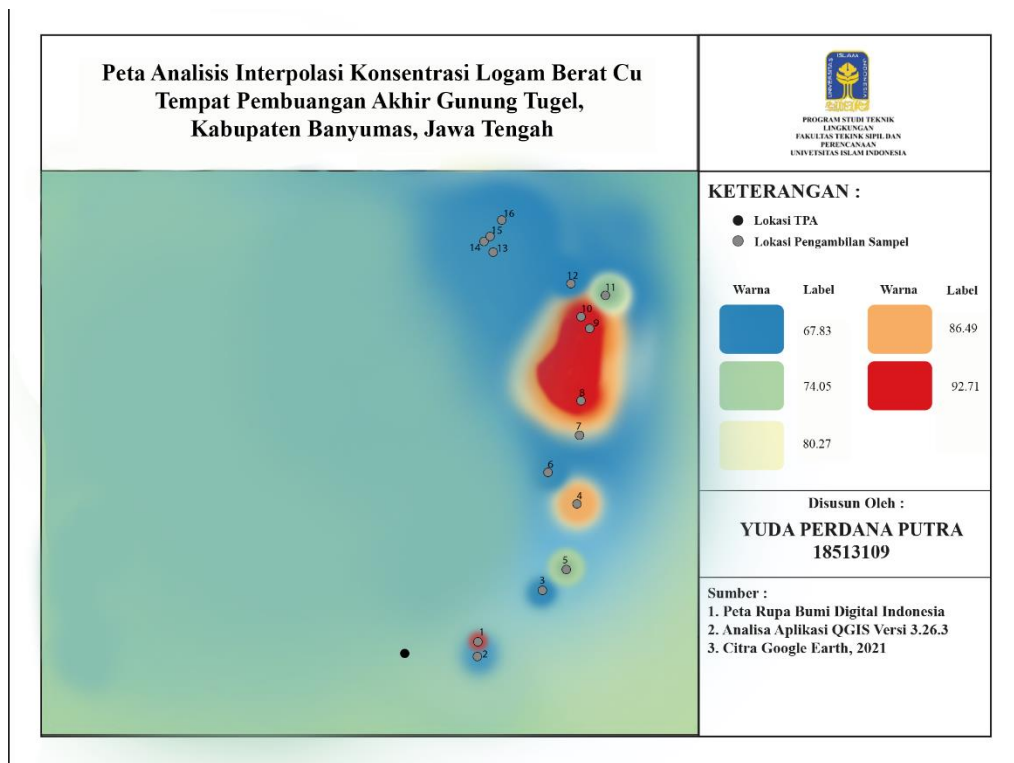 Peta Analisis Interpolasi Konsentrasi Logam Berat Cu
Tempat Pembuangan Akhir Gunung Tugel,
Kabupaten Banyumas, Jawa Tengah
UNIVERSITAS
ISLAM
INDONESIA
PROGRAM STUDI TEKNIK
LINGKUNGAN
FAKULTAS TEKINK SIPIL DAN
PERENCANAAN
UNIVETSITAS ISLAM INDONESIA
KETERANGAN :
Lokasi TPA
Lokasi Pengambilan Sampel
Warna Label Warna Label
67.83 86.49
74.05 92.71
80.27
Disusun Oleh :
YUDA PERDANA PUTRA
18513109
Sumber :
1. Peta Rupa Bumi Digital Indonesia
2. Analisa Aplikasi QGIS Versi 3.26.3
3. Citra Google Earth, 2021
16
15
14
13
12
11
10
9
8
7
6
4
5
3
1
2